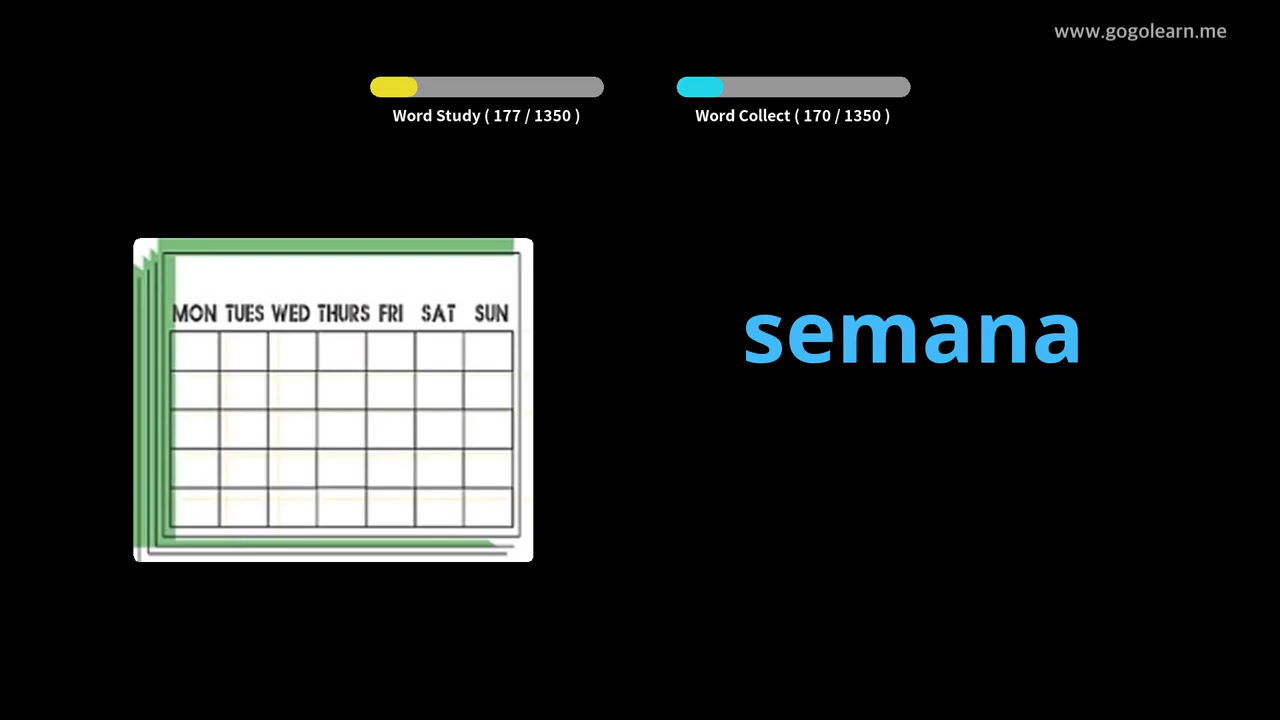 www.gogolearn.me
Word Study ( 177 / 1350 )
Word Collect ( 170 / 1350 )
MON TUES WED THURS FRI SAT SUN
semana